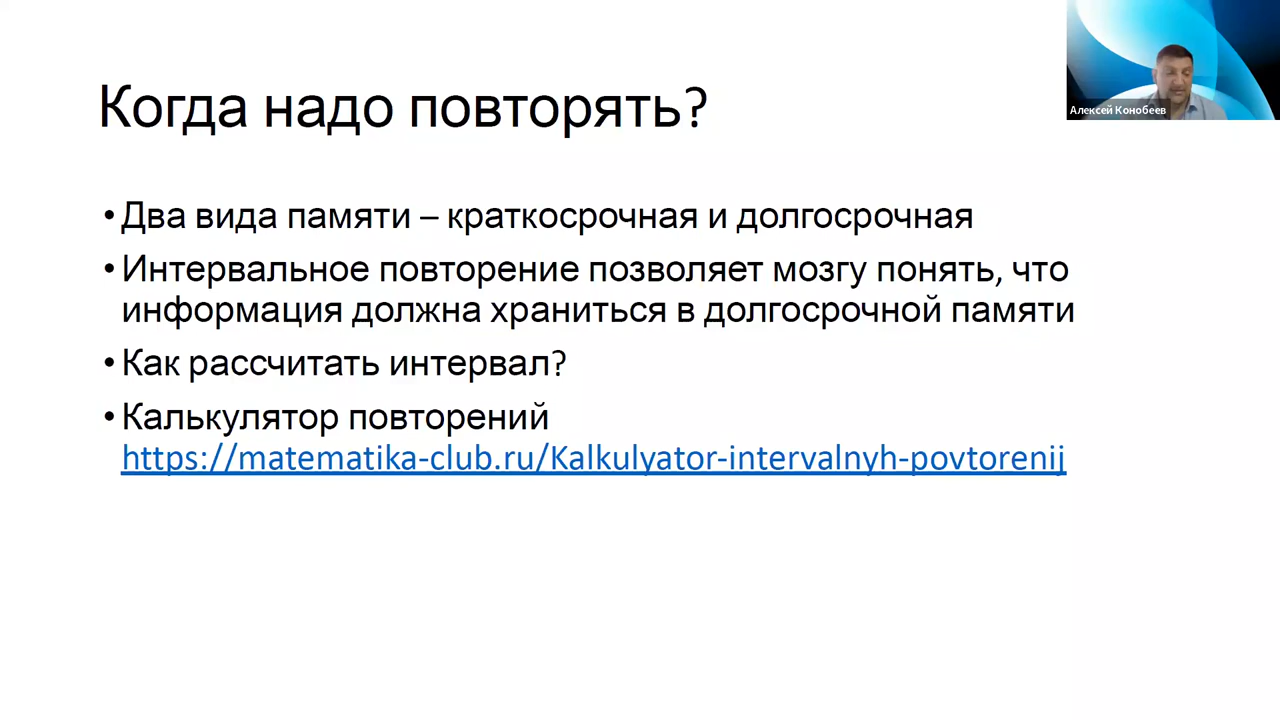 Когда надо повторять?
Алексей Конобеев
•Два вида памяти – краткосрочная и долгосрочная
•Интервальное повторение позволяет мозгу понять, что
информация должна храниться в долгосрочной памяти
•Как рассчитать интервал?
•Калькулятор повторений
https://matematika-club.ru/Kalkulyator-intervalnyh-povtorenij